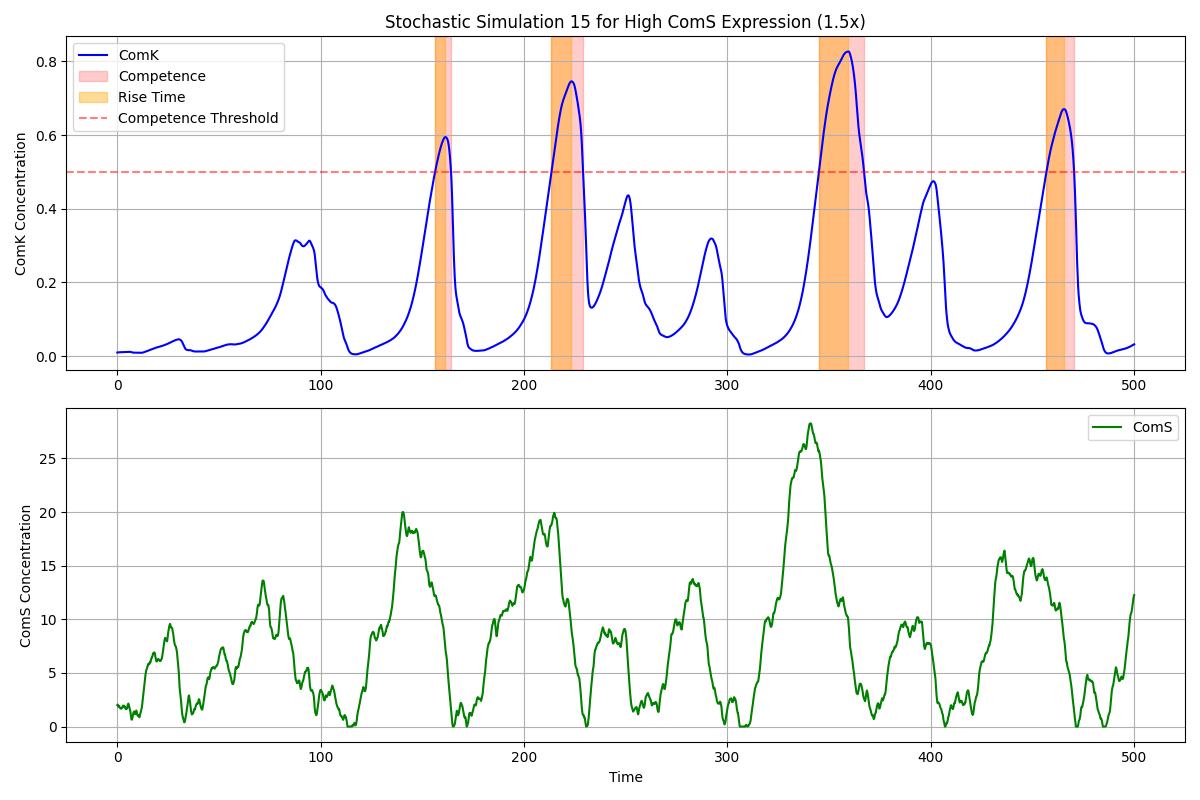 Stochastic Simulation 15 for High ComS Expression (1.5x)
ComK Concentration
0.8
0.6
0.4
0.2
0.0
ComK
Competence
Rise Time
Competence Threshold
0 100 200 300 400 500
ComS Concentration
25
20
15
10
5
0
ComS
0 100 200 300 400 500
Time